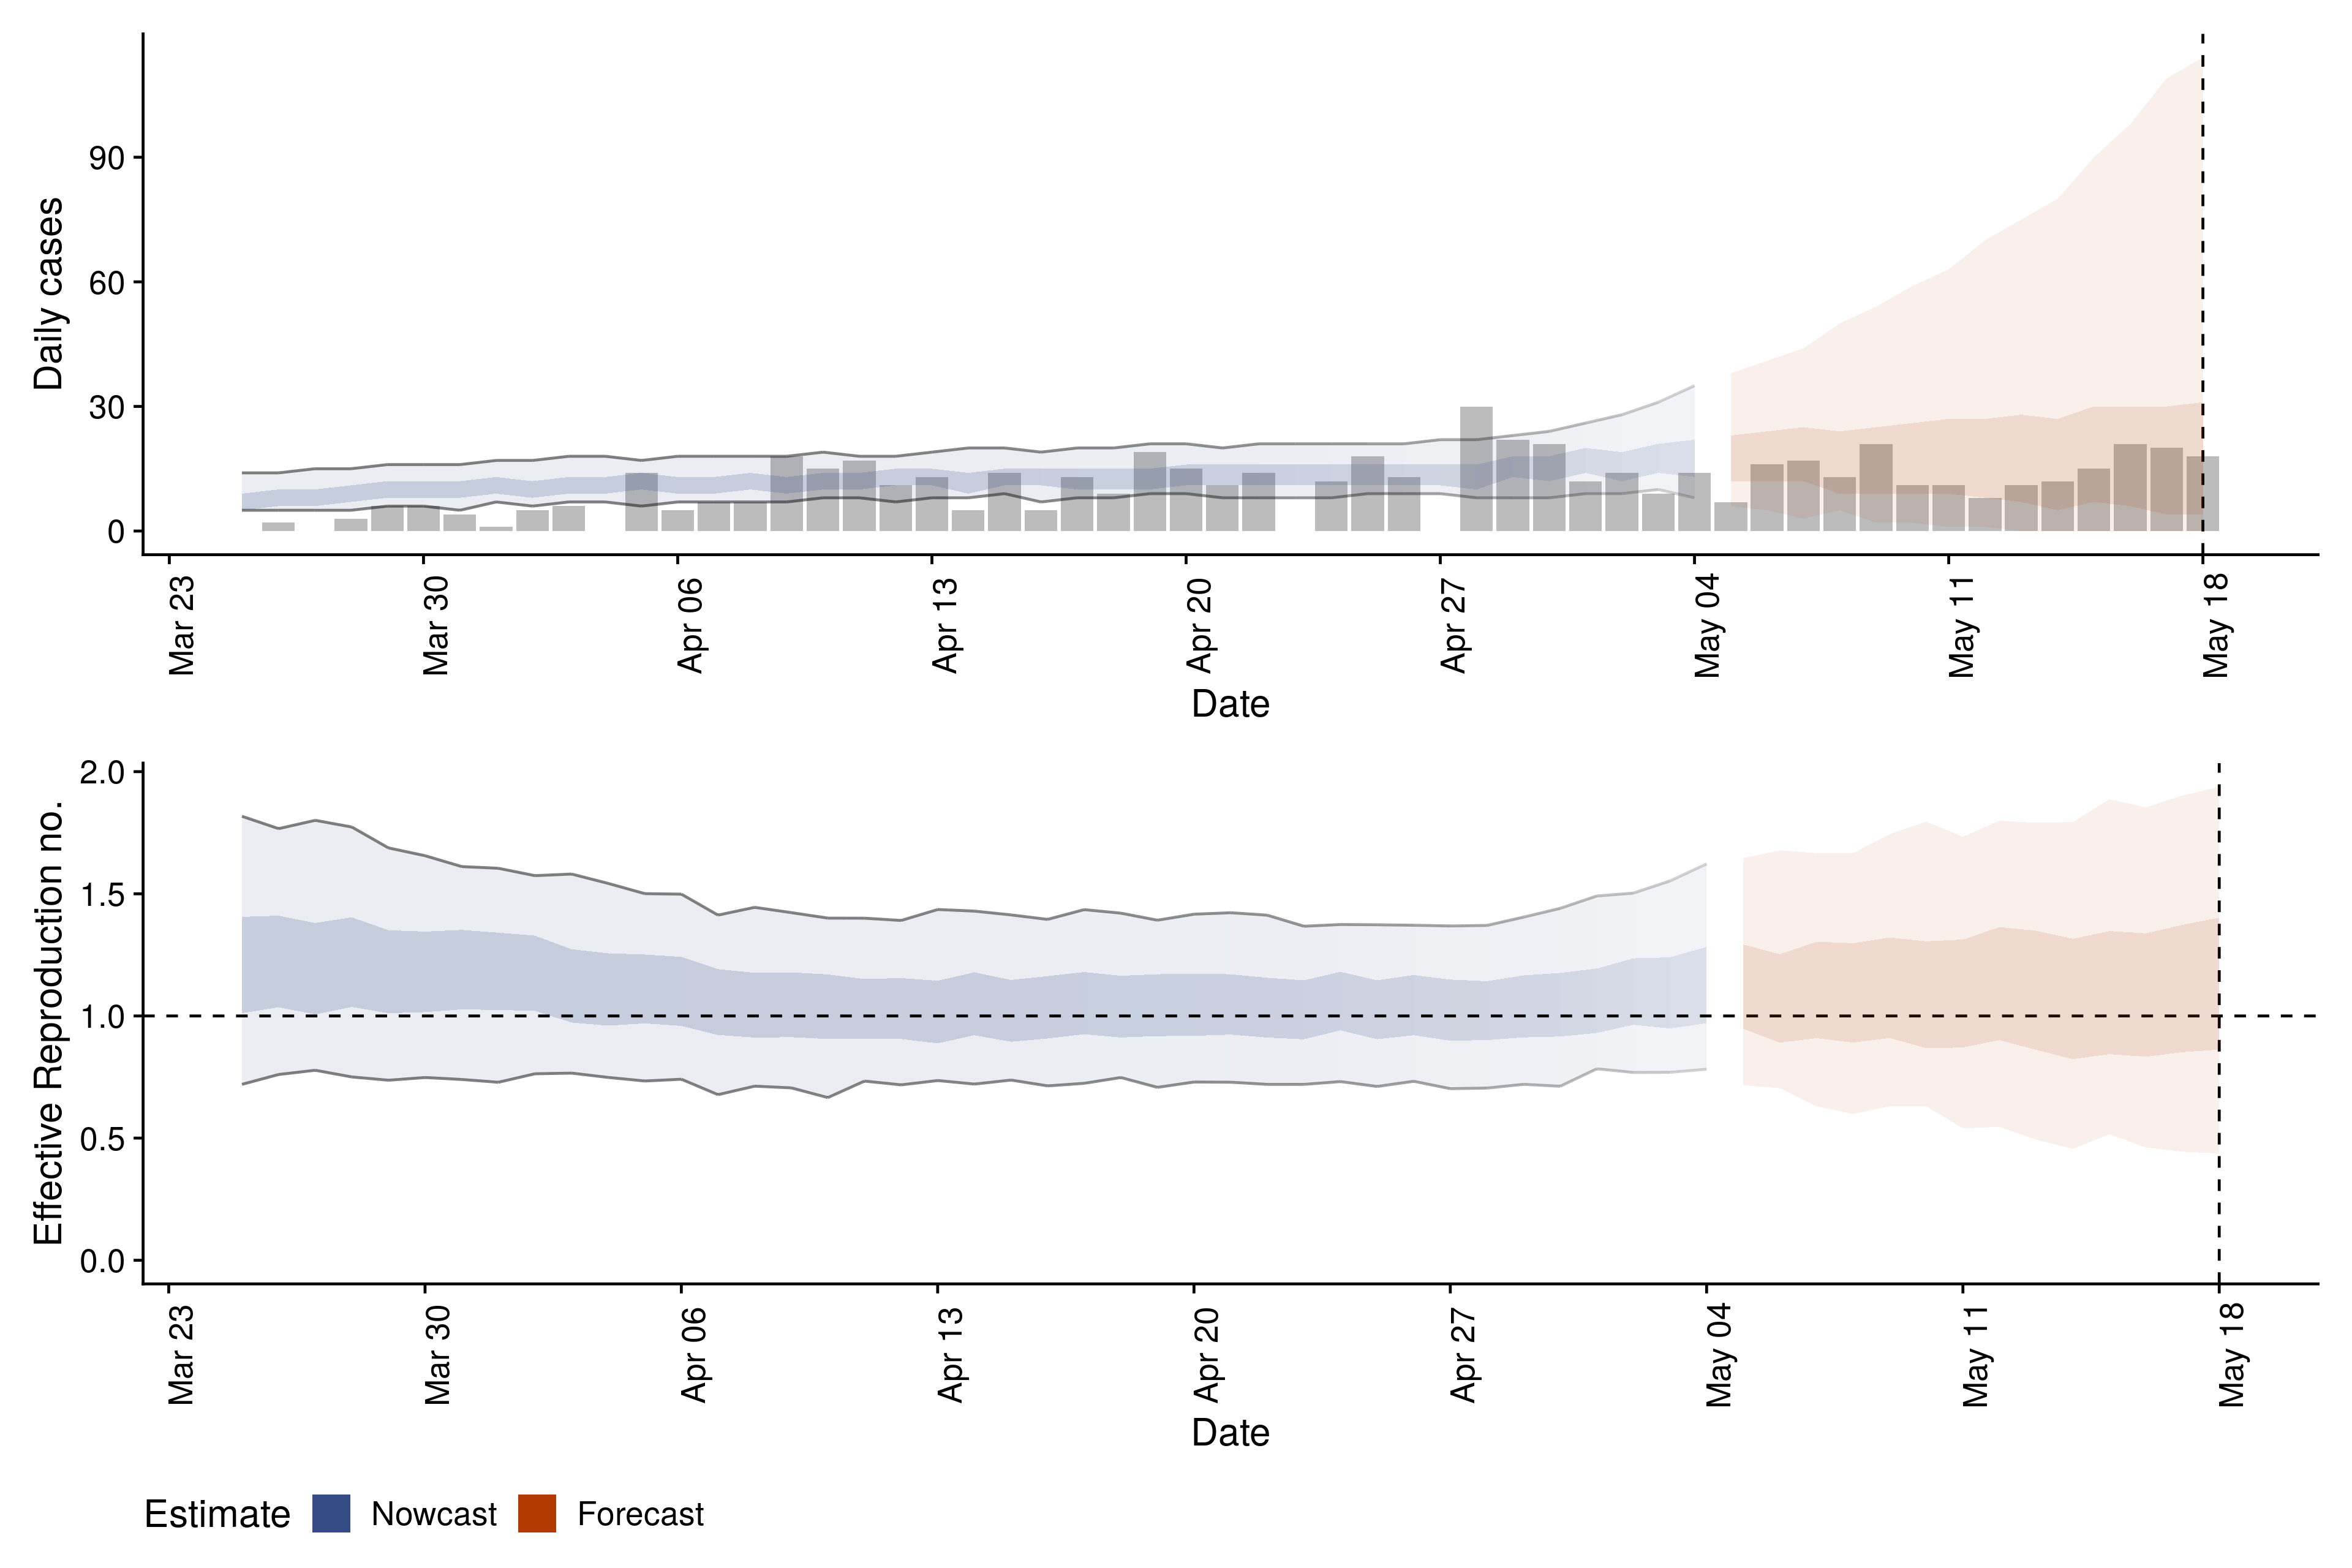 Daily cases
90
60
30
0
Mar 23 Mar 30 Apr 06 Apr 13 Apr 20 Apr 27 May 04 May 11 May 18
Date
Effective Reproduction no.
2.0
1.5
1.0
0.5
0.0
Mar 23 Mar 30 Apr 06 Apr 13 Apr 20 Apr 27 May 04 May 11 May 18
Date
Estimate Nowcast Forecast